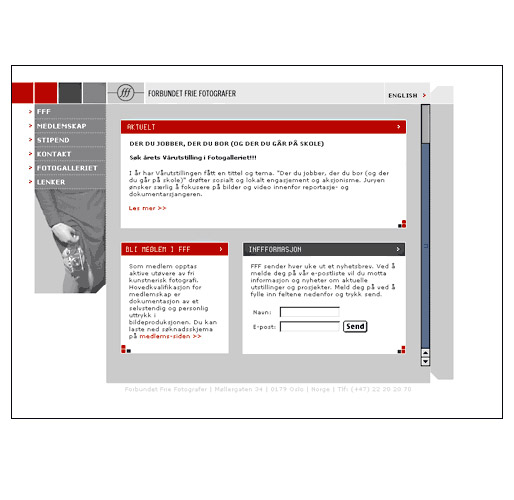 fff
FORBUNDET FRIE FOTOGRAFER
ENGLISH >
> FFF
> MEDLEMSKAP
> STIPEND
> KONTAKT
> FOTOGALLERIET
> LENKER
AKTUELT >
DER DU JOBBER, DER DU BOR (OG DER DU GÅR PÅ SKOLE)
Søk årets Vårutstilling i Fotogalleriet!!!
I år har Vårutstillingen fått en tittel og tema. "Der du jobber, der du bor (og der
du går på skole)" drøfter sosialt og lokalt engasjement og aksjonisme. Juryen
ønsker særlig å fokusere på bilder og video innenfor reportasje- og
dokumentarsjangeren.
Les mer >>
BLI MEDLEM I FFF >
Som medlem opptas
aktive utøvere av fri
kunstnerisk fotografi.
Hovedkvalifikasjon for
medlemskap er
dokumentasjon av et
selvstendig og personlig
uttrykk i
bildeproduksjonen. Du kan
laste ned søknadsskjema
på medlems-siden >>
INFFFORMASJON >
FFF sender hver uke ut et nyhetsbrev. Ved å
melde deg på vår e-postliste vil du motta
informasjon og nyheter om aktuelle
utstillinger og prosjekter. Meld deg på ved å
fylle inn feltene nedenfor og trykk send.
Navn:
E-post:
Send
Forbundet Frie Fotografer | Møllergaten 34 | 0179 Oslo | Norge | Tlf: (+47) 22 20 20 70